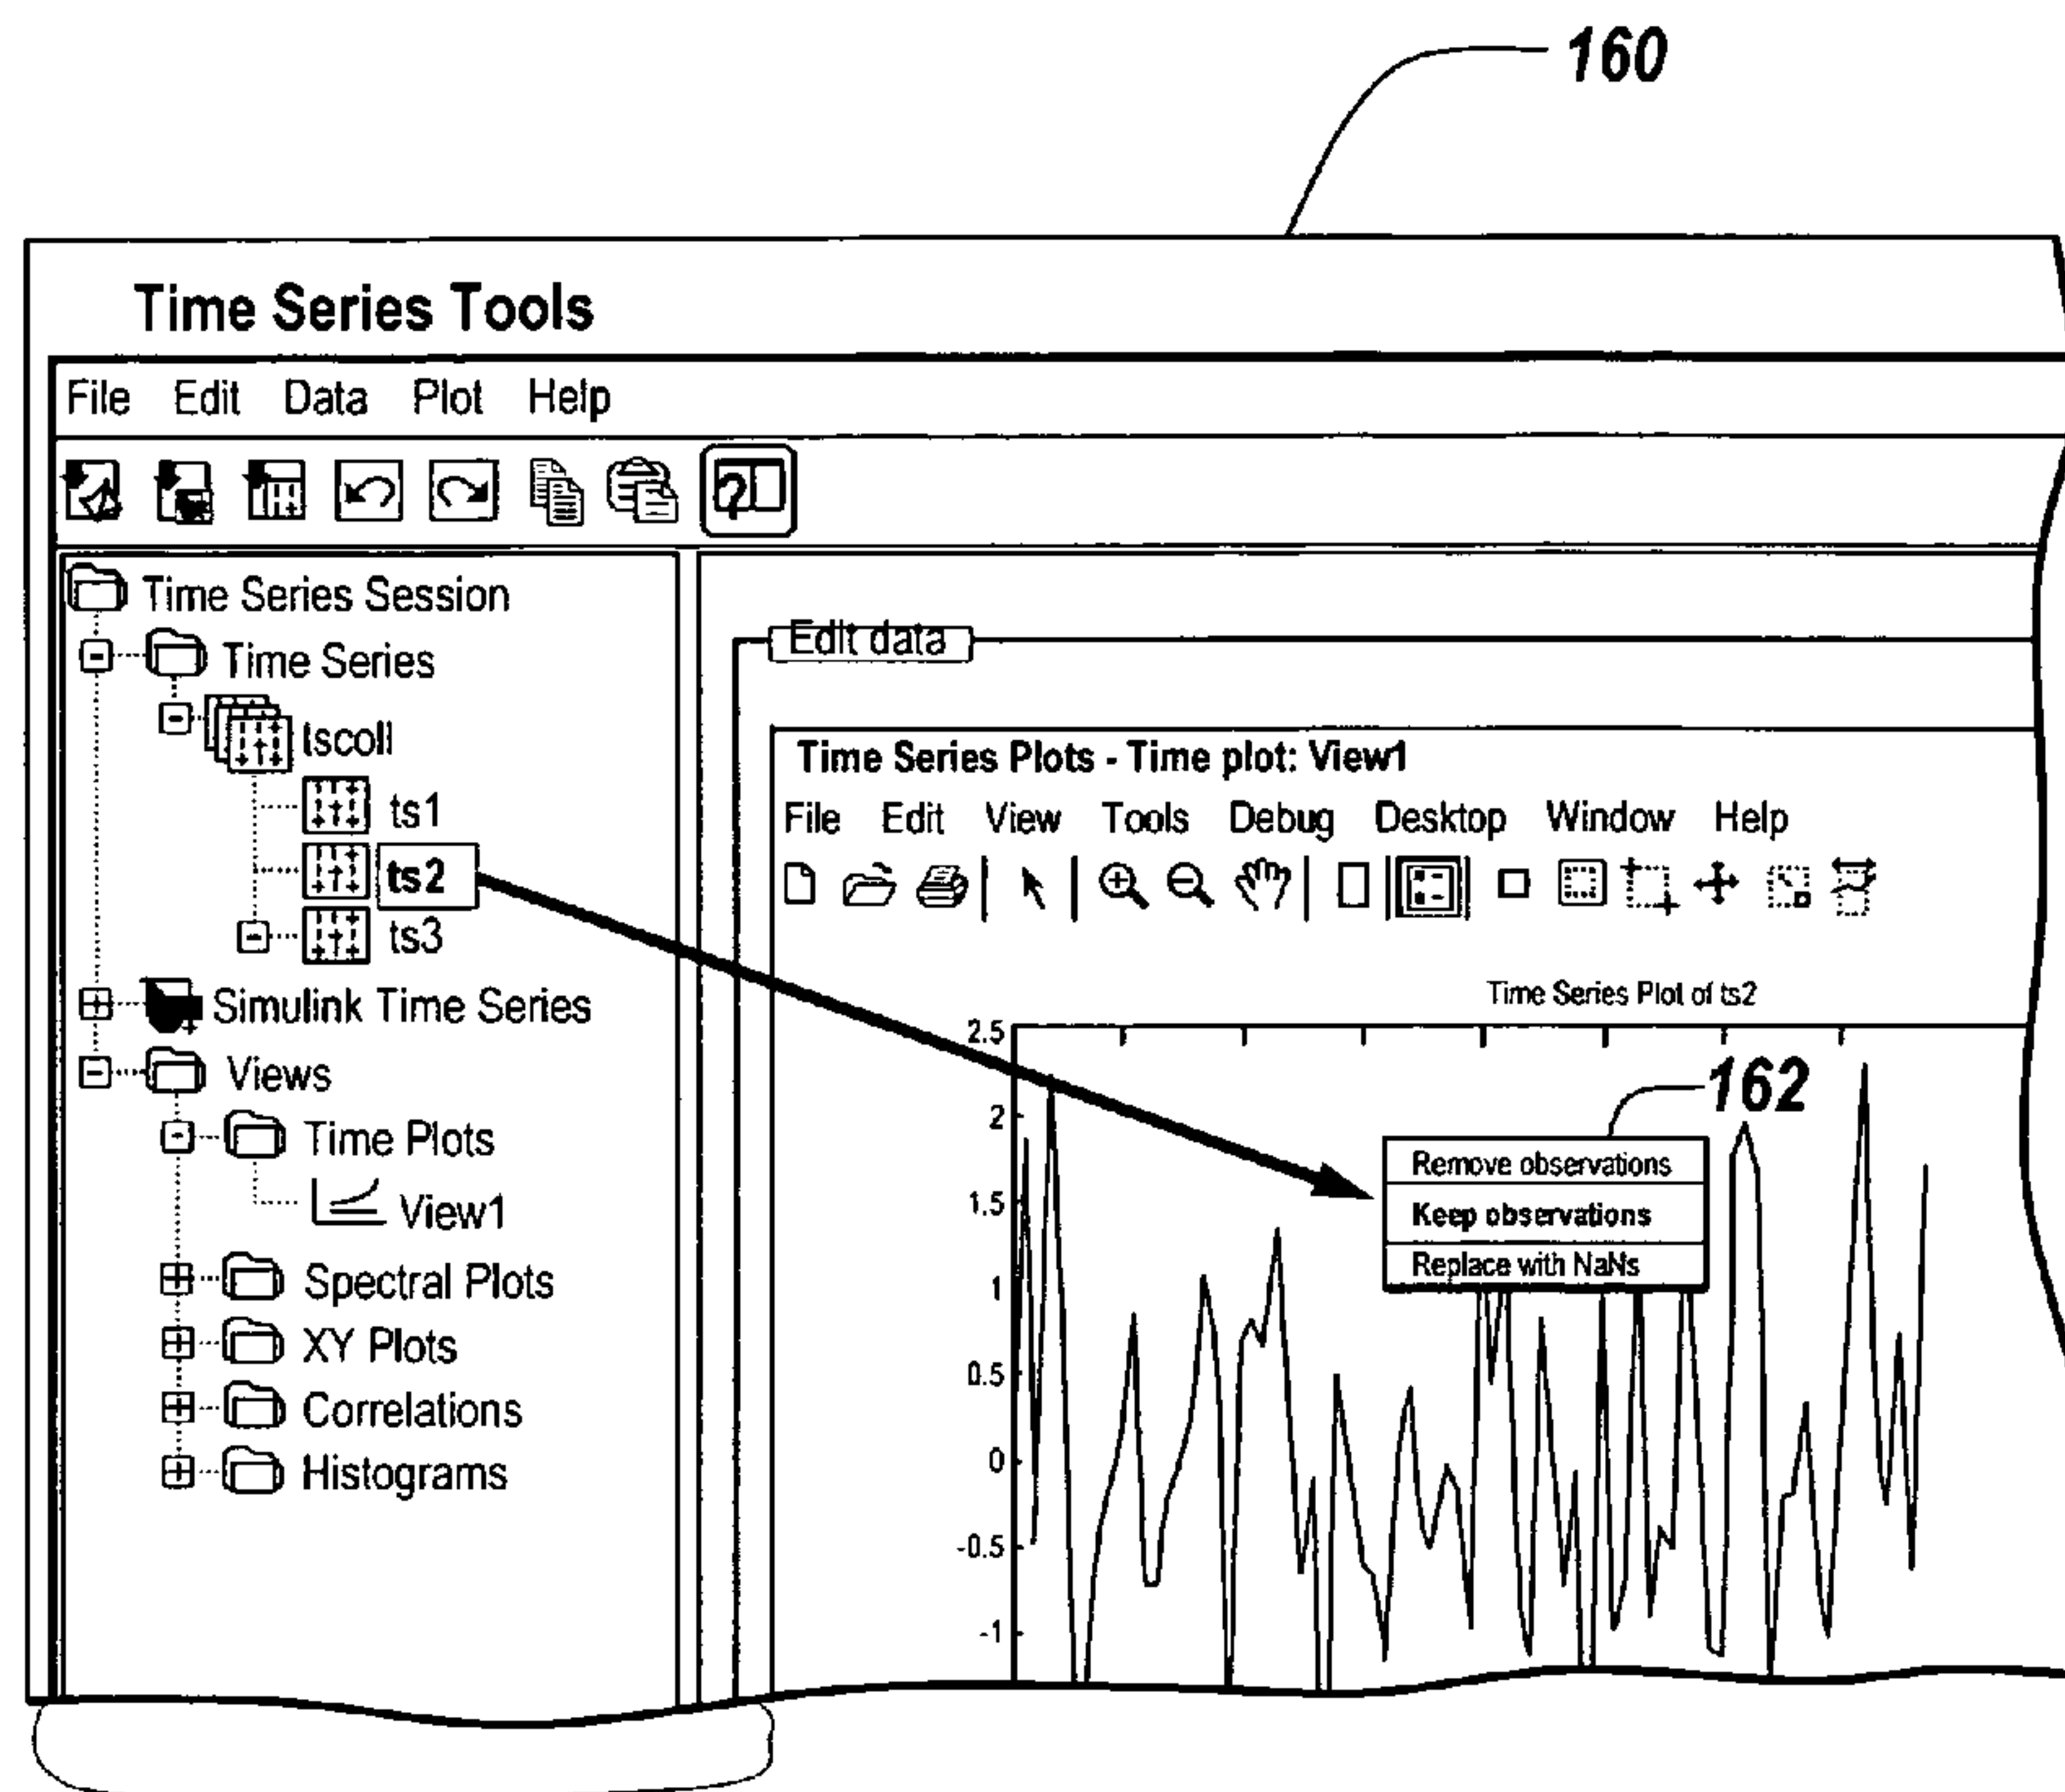 160
Time Series Tools
File Edit Data Plot Help
?
Time Series Session
Time Series
tscoll
ts1
ts2
ts3
Simulink Time Series
Views
Time Plots
View1
Spectral Plots
XY Plots
Correlations
Histograms
Edit data
Time Series Plots - Time plot: View1
File Edit View Tools Debug Desktop Window Help
Time Series Plot of ts2
2.5
2
1.5
1
0.5
0
-0.5
-1
162
Remove observations
Keep observations
Replace with NaNs